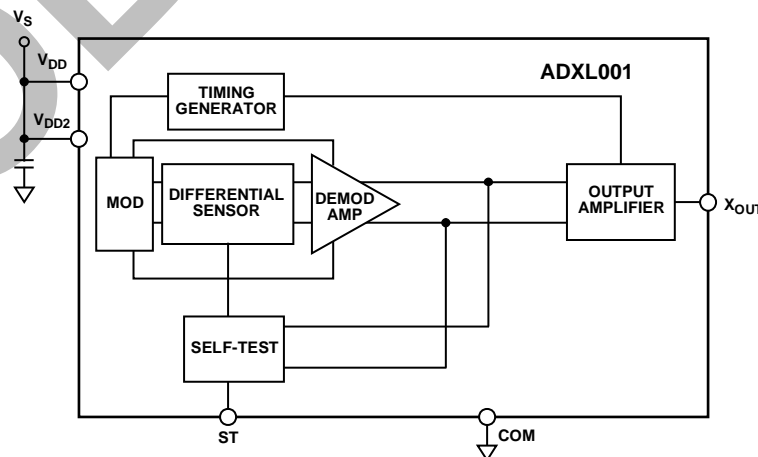 VS
VDD
ADXL001
TIMING
GENERATOR
VDD2
MOD
DIFFERENTIAL
SENSOR
DEMOD
AMP
OUTPUT
AMPLIFIER
XOUT
SELF-TEST
ST
COM